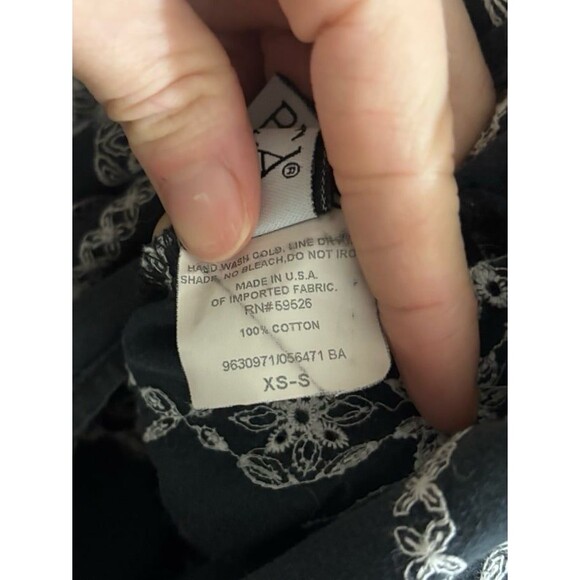 HAND WASH COLD. LINE DRY
SHADE, NO BLEACH, DO NOT IRO
MADE IN U.S.A.
OF IMPORTED FABRIC.
RN#59526
100% COTTON
9630971/056471 BA
XS-S